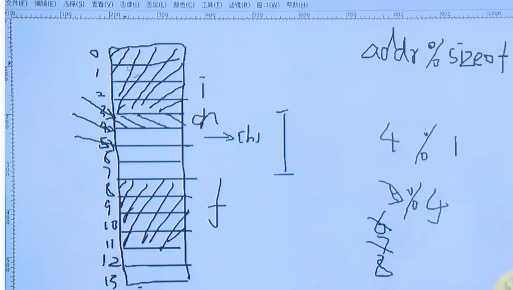 文件(F) 编辑(E) 选择(S) 查看(V) 图像(I) 图层(L) 颜色(C) 工具(T) 滤镜(R) 窗口(W) 帮助(H)
addr % sizeof
0
1
i
2
3
4
ch
5
4 % 1
6
7
8
8 % 4
9
f
10
11
12
13